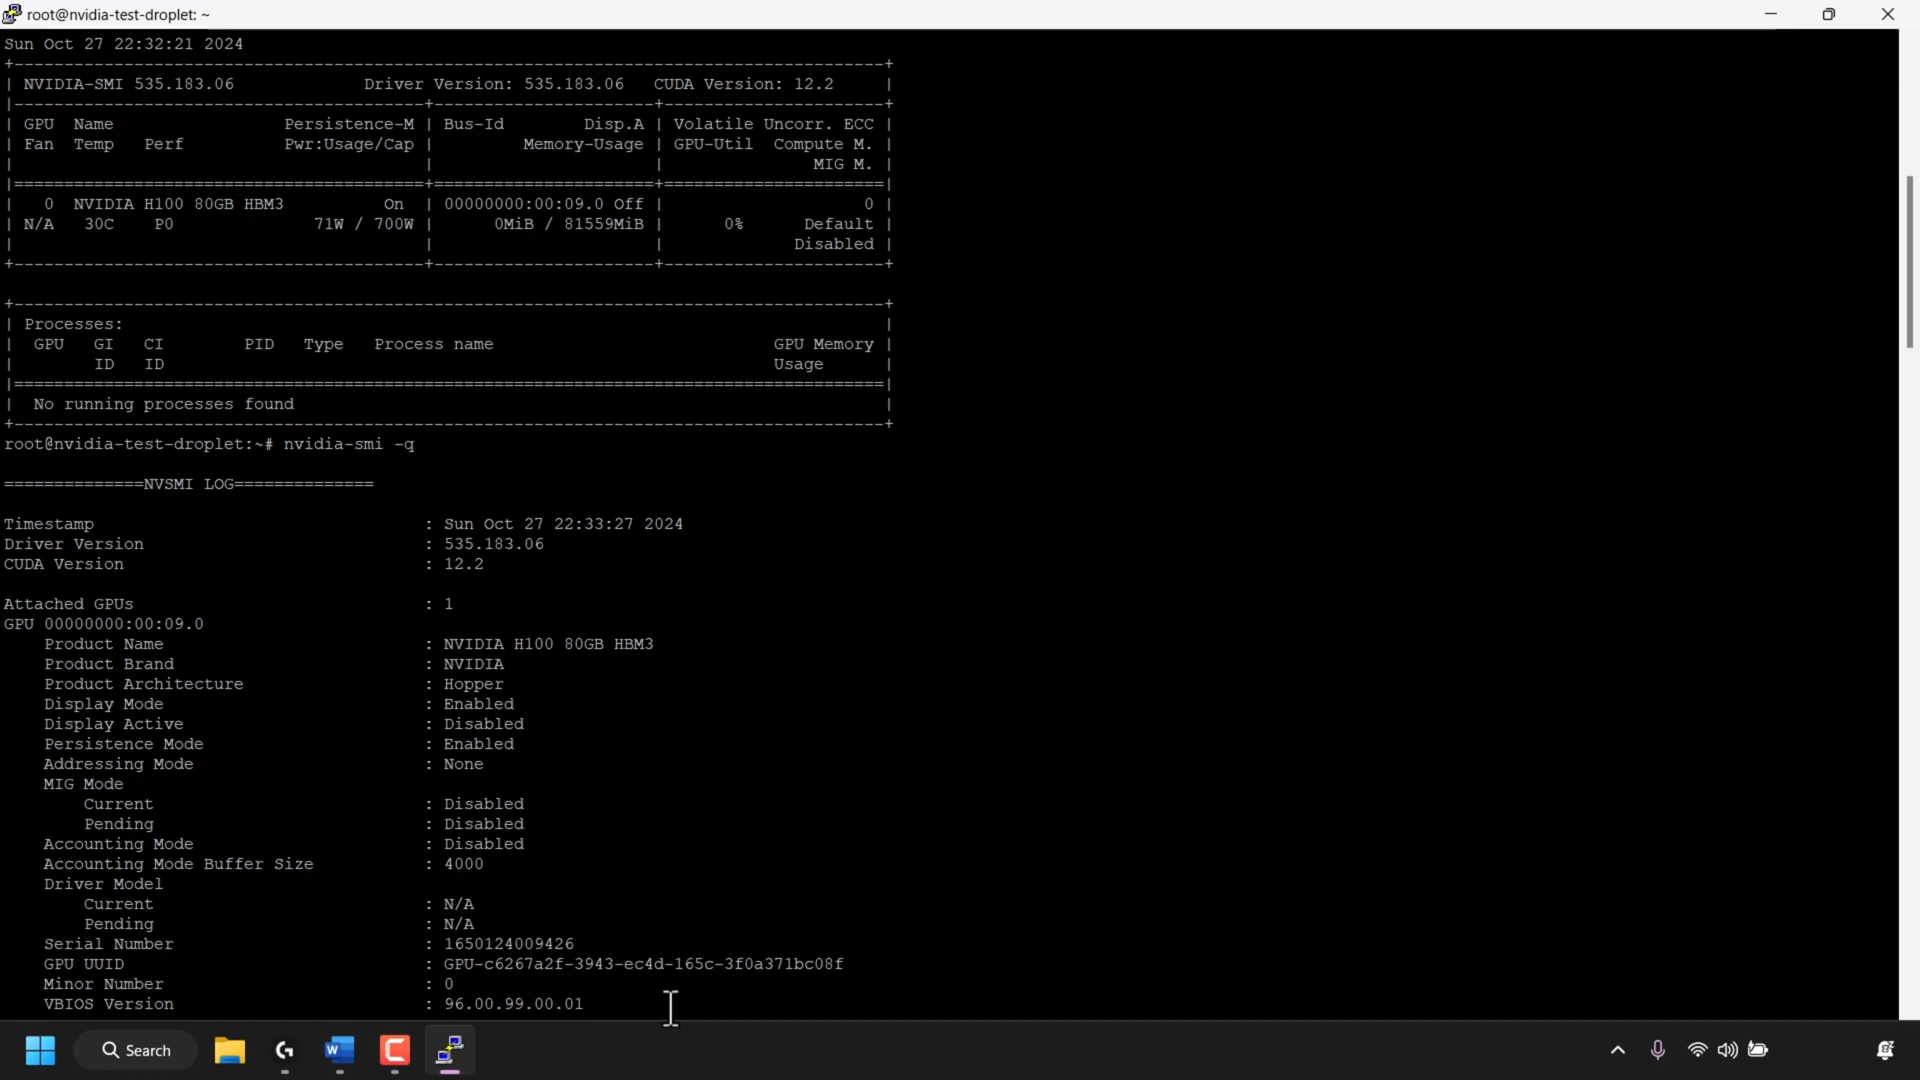 root@nvidia-test-droplet: ~
Sun Oct 27 22:32:21 2024
+---------------------------------------------------------------------------------------+
| NVIDIA-SMI 535.183.06             Driver Version: 535.183.06   CUDA Version: 12.2     |
|-----------------------------------------+----------------------+----------------------+
| GPU  Name                 Persistence-M | Bus-Id        Disp.A | Volatile Uncorr. ECC |
| Fan  Temp   Perf          Pwr:Usage/Cap |         Memory-Usage | GPU-Util  Compute M. |
|                                         |                      |               MIG M. |
|=========================================+======================+======================|
|   0  NVIDIA H100 80GB HBM3          On  | 00000000:00:09.0 Off |                    0 |
| N/A   30C    P0              71W / 700W |      0MiB / 81559MiB |      0%      Default |
|                                         |                      |             Disabled |
+-----------------------------------------+----------------------+----------------------+
+---------------------------------------------------------------------------------------+
| Processes:                                                                            |
|  GPU   GI   CI        PID   Type   Process name                            GPU Memory |
|        ID   ID                                                             Usage      |
|=======================================================================================|
|  No running processes found                                                           |
+---------------------------------------------------------------------------------------+
root@nvidia-test-droplet:~# nvidia-smi -q
==============NVSMI LOG==============
Timestamp                                 : Sun Oct 27 22:33:27 2024
Driver Version                            : 535.183.06
CUDA Version                              : 12.2
Attached GPUs                             : 1
GPU 00000000:00:09.0
    Product Name                          : NVIDIA H100 80GB HBM3
    Product Brand                         : NVIDIA
    Product Architecture                  : Hopper
    Display Mode                          : Enabled
    Display Active                        : Disabled
    Persistence Mode                      : Enabled
    Addressing Mode                       : None
    MIG Mode
        Current                           : Disabled
        Pending                           : Disabled
    Accounting Mode                       : Disabled
    Accounting Mode Buffer Size           : 4000
    Driver Model
        Current                           : N/A
        Pending                           : N/A
    Serial Number                         : 1650124009426
    GPU UUID                              : GPU-c6267a2f-3943-ec4d-165c-3f0a371bc08f
    Minor Number                          : 0
    VBIOS Version                         : 96.00.99.00.01
Search